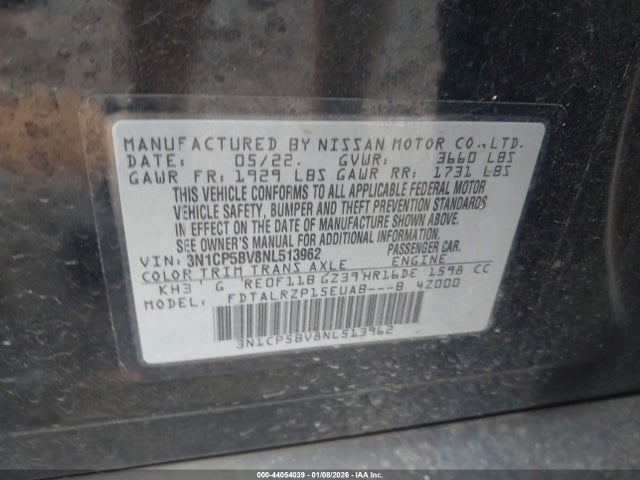 MANUFACTURED BY NISSAN MOTOR CO., LTD.
DATE: 05/22. GVWR: 3660 LBS
GAWR FR: 1929 LBS GAWR RR: 1731 LBS
THIS VEHICLE CONFORMS TO ALL APPLICABLE FEDERAL MOTOR
VEHICLE SAFETY, BUMPER AND THEFT PREVENTION STANDARDS
IN EFFECT ON THE DATE OF MANUFACTURE SHOWN ABOVE.
SEE OWNER'S MANUAL FOR ADDITIONAL INFORMATION.
VIN: 3N1CP5BV8NL513962 PASSENGER CAR.
COLOR TRIM TRANS AXLE ENGINE
KH3 G RE0F11B GZ39 HR16DE 1598 CC
MODEL: FDTALRZP15EUAB---B 4Z000
3N1CP5BV8NL513962
000-44054039 - 01/08/2026 - © IAA Inc.